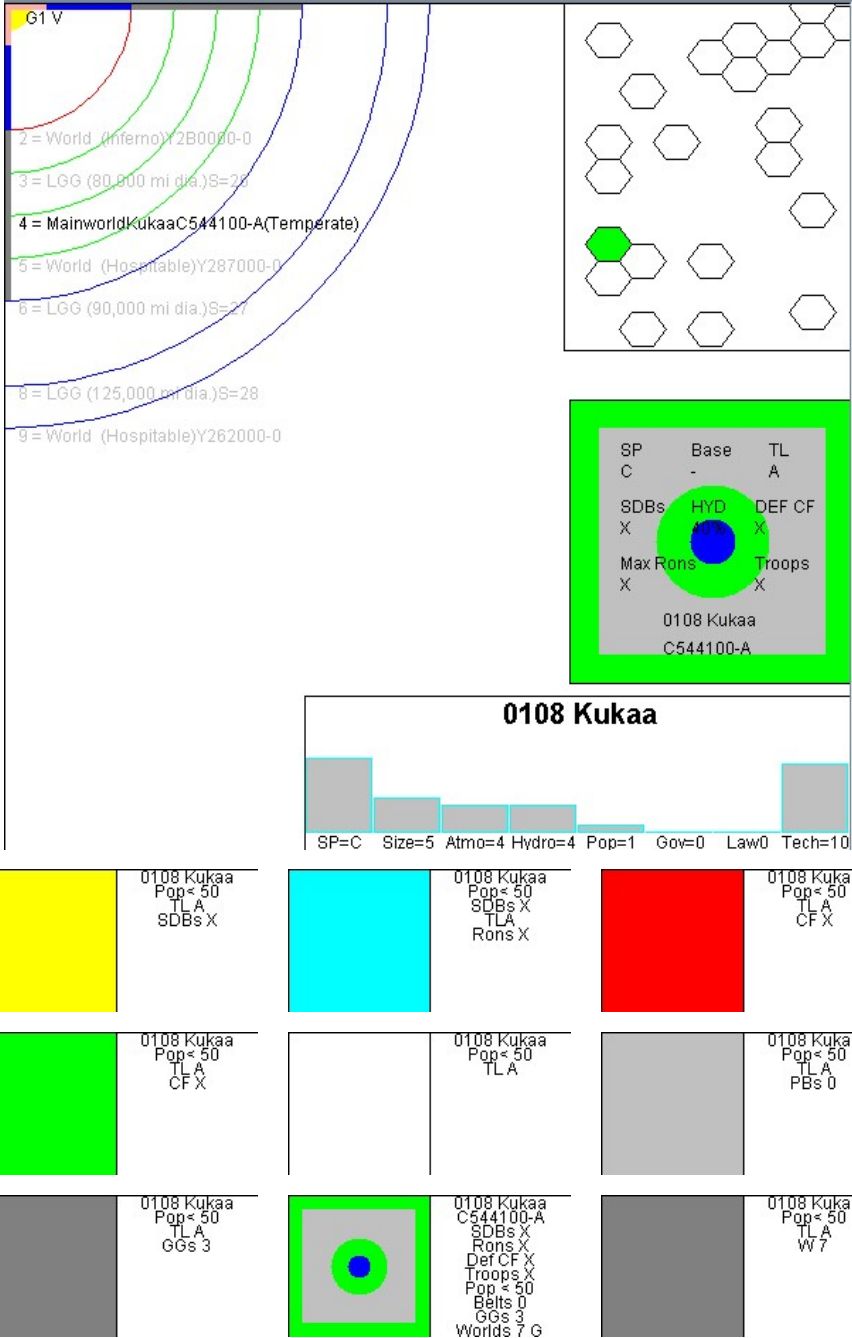 G1 V
2 = World (Inferno)Y2B0000-0
3 = LGG (80,000 mi dia.)S=26
4 = MainworldKukaaC544100-A(Temperate)
5 = World (Hospitable)Y287000-0
6 = LGG (90,000 mi dia.)S=27
8 = LGG (125,000 mi dia.)S=28
9 = World (Hospitable)Y262000-0
SP Base TL
C - A
SDBs HYD DEF CF
X 40% X
Max Rons Troops
X X
0108 Kukaa
C544100-A
0108 Kukaa
SP=C Size=5 Atmo=4 Hydro=4 Pop=1 Gov=0 Law0 Tech=10
0108 Kukaa
Pop< 50
TL A
SDBs X
0108 Kukaa
Pop< 50
SDBs X
TLA
Rons X
0108 Kuka
Pop< 50
TL A
CF X
0108 Kukaa
Pop< 50
TL A
CF X
0108 Kukaa
Pop< 50
TL A
0108 Kuka
Pop< 50
TL A
PBs 0
0108 Kukaa
Pop< 50
TL A
GGs 3
0108 Kukaa
C544100-A
SDBs X
Rons X
Def CF X
Troops X
Pop < 50
Belts 0
GGs 3
Worlds 7 G
0108 Kuka
Pop< 50
TL A
W 7